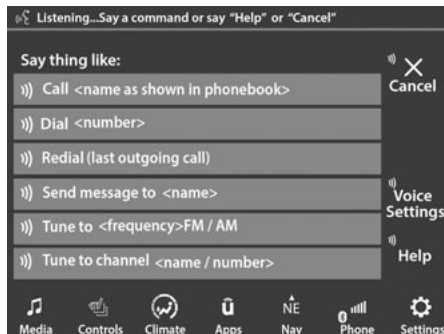 Listening...Say a command or say “Help” or “Cancel”
Say thing like:
Call <name as shown in phonebook>
Dial <number>
Redial (last outgoing call)
Send message to <name>
Tune to <frequency>FM / AM
Tune to channel <name / number>
Cancel
Voice
Settings
Help
û
NE
Media Controls Climate Apps Nav Phone Settings